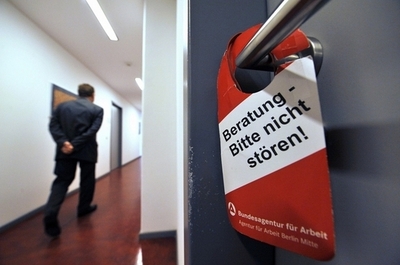 Beratung -
Bitte nicht
stören!
Bundesagentur für Arbeit
Agentur für Arbeit Berlin Mitte